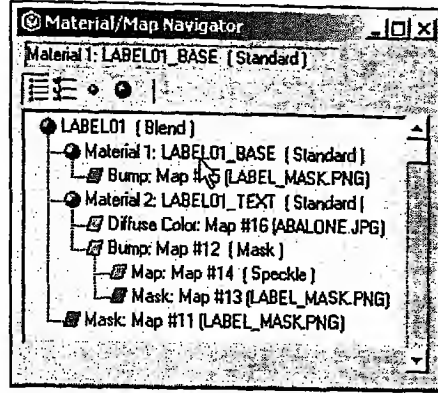 Material/Map Navigator
Material 1: LABEL01_BASE (Standard)
LABEL01 (Blend)
Material 1: LABEL01_BASE (Standard)
Bump: Map 5 (LABEL_MASK.PNG)
Material 2: LABEL01_TEXT (Standard(
Diffuse Color: Map #16 (ABALONE.JPG)
Bump: Map #12 (Mask)
Map: Map #14 (Speckle)
Mask: Map #13 (LABEL_MASK.PNG)
Mask: Map #11 (LABEL_MASK.PNG)